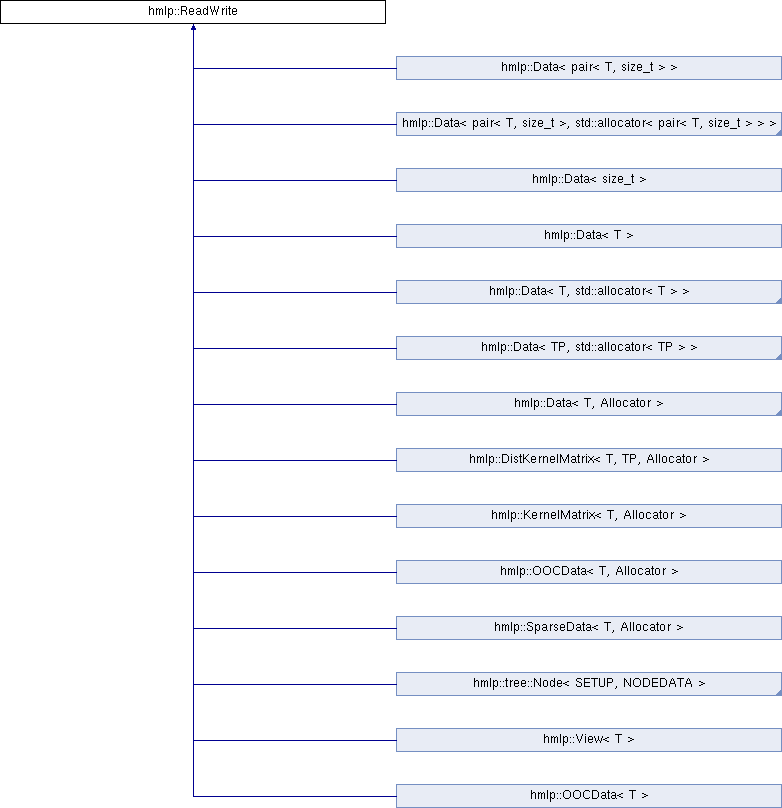 hmlp::ReadWrite
hmlp::Data< pair< T, size_t > >
hmlp::Data< pair< T, size_t >, std::allocator< pair< T, size_t > > >
hmlp::Data< size_t >
hmlp::Data< T >
hmlp::Data< T, std::allocator< T > >
hmlp::Data< TP, std::allocator< TP > >
hmlp::Data< T, Allocator >
hmlp::DistKernelMatrix< T, TP, Allocator >
hmlp::KernelMatrix< T, Allocator >
hmlp::OOCData< T, Allocator >
hmlp::SparseData< T, Allocator >
hmlp::tree::Node< SETUP, NODEDATA >
hmlp::View< T >
hmlp::OOCData< T >